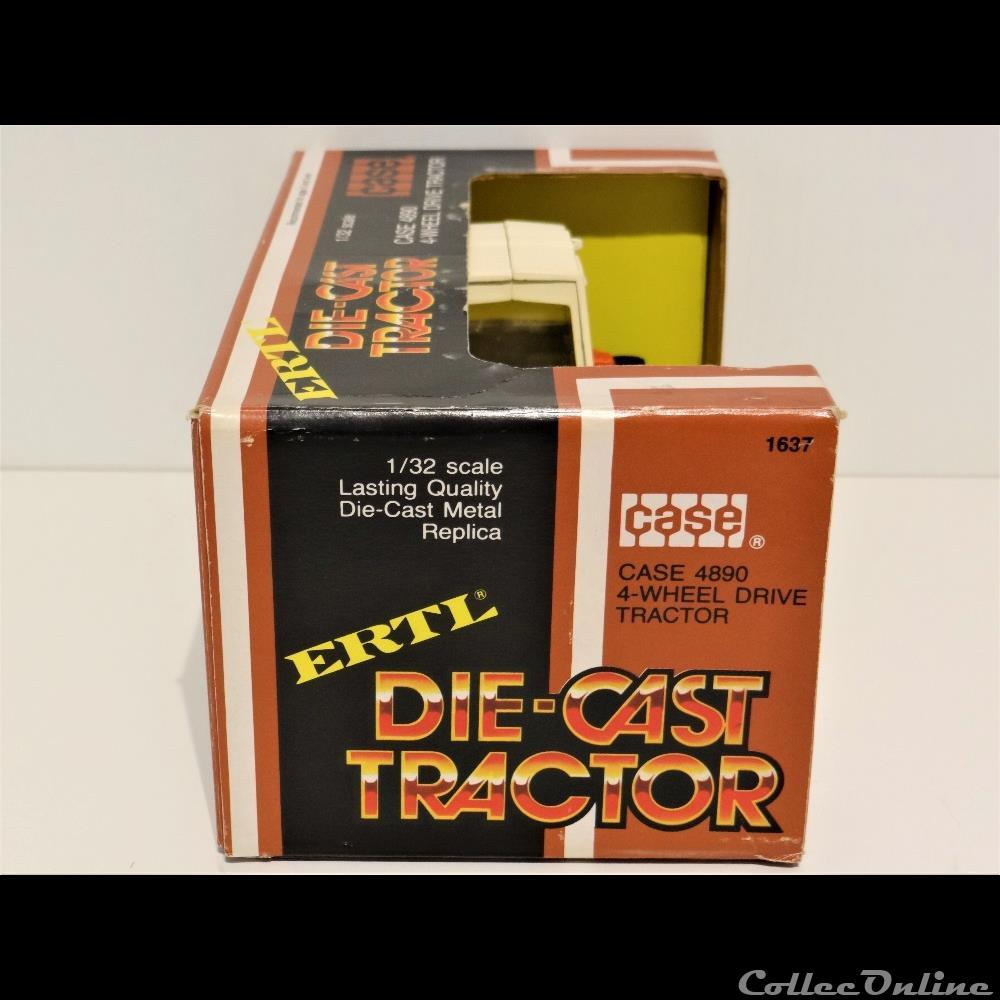 case
1/32 scale
CASE 4890
4-WHEEL DRIVE TRACTOR
DIE-CAST
TRACTOR
ERTL
1637
1/32 scale
Lasting Quality
Die-Cast Metal
Replica
case®
CASE 4890
4-WHEEL DRIVE
TRACTOR
ERTL®
DIE-CAST
TRACTOR
CollecOnline